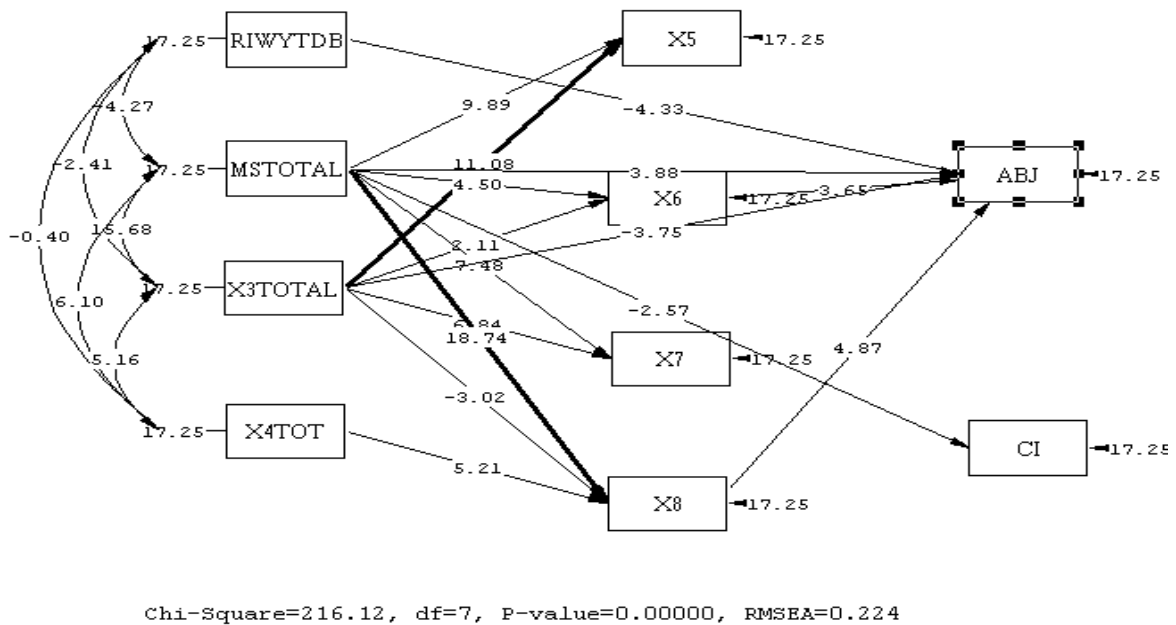 17.25 RIWYTDB X5 17.25
-4.27 9.89 -4.33
-2.41 17.25 MSTOTAL 11.08 3.88 ABJ 17.25
4.50 X6 17.25 3.65
-0.40 15.68 2.11 -3.75
7.48
17.25 X3TOTAL
6.10 6.84 -2.57
18.74 4.87
5.16 X7 17.25
-3.02
17.25 X4TOT CI 17.25
5.21
X8 17.25
Chi-Square=216.12, df=7, P-value=0.00000, RMSEA=0.224